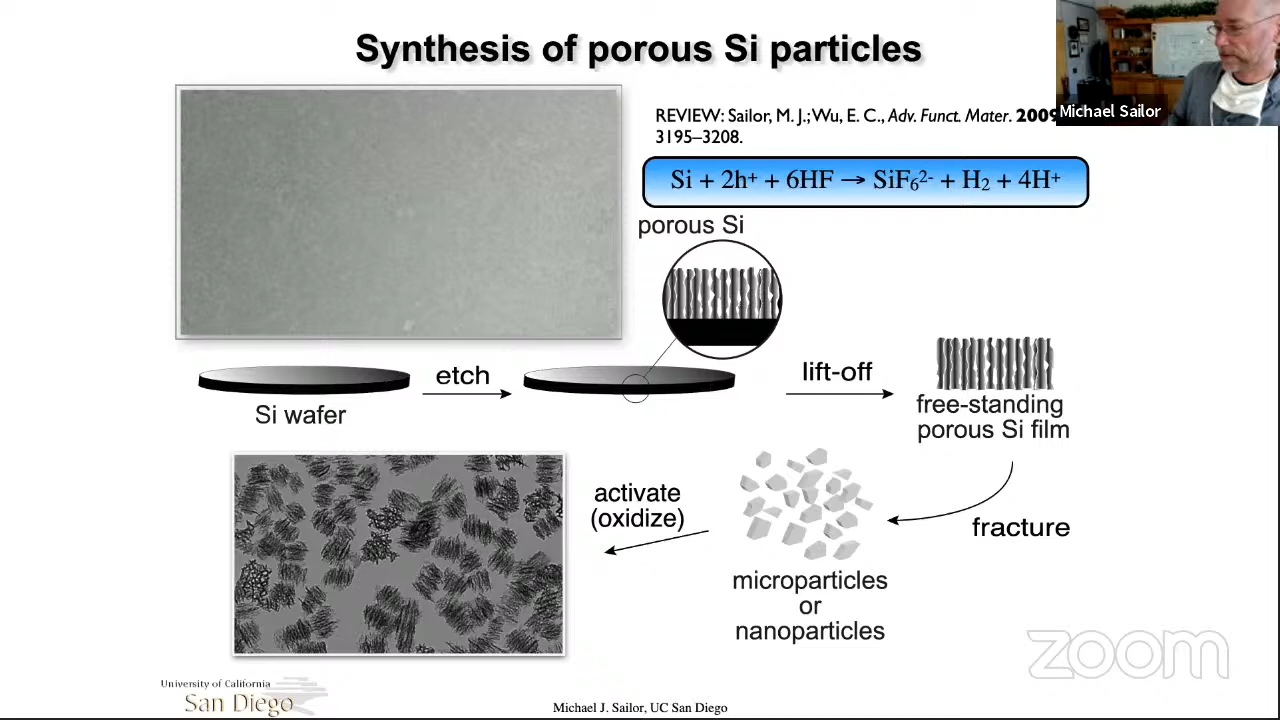 Synthesis of porous Si particles
Michael Sailor
REVIEW: Sailor, M. J.; Wu, E. C., Adv. Funct. Mater. 2009
3195–3208.
Si + 2h⁺ + 6HF → SiF₆²⁻ + H₂ + 4H⁺
porous Si
etch
lift-off
Si wafer
free-standing
porous Si film
activate
(oxidize)
fracture
microparticles
or
nanoparticles
zoom
University of California
San Diego
Michael J. Sailor, UC San Diego